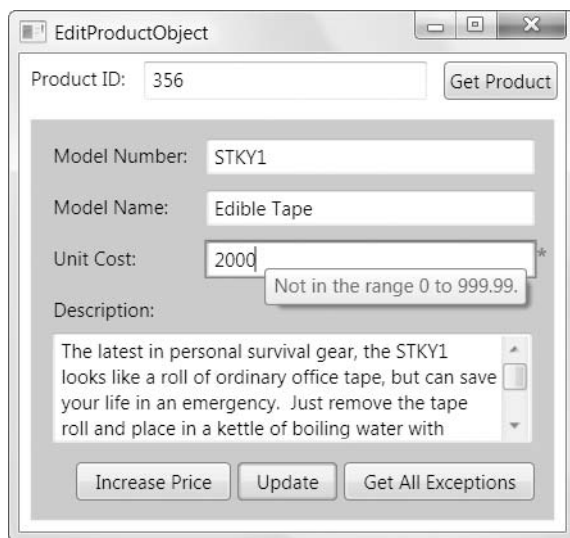 EditProductObject
Product ID: 356 Get Product
Model Number: STKY1
Model Name: Edible Tape
Unit Cost: 2000 *
Not in the range 0 to 999.99.
Description:
The latest in personal survival gear, the STKY1
looks like a roll of ordinary office tape, but can save
your life in an emergency.  Just remove the tape
roll and place in a kettle of boiling water with
Increase Price Update Get All Exceptions